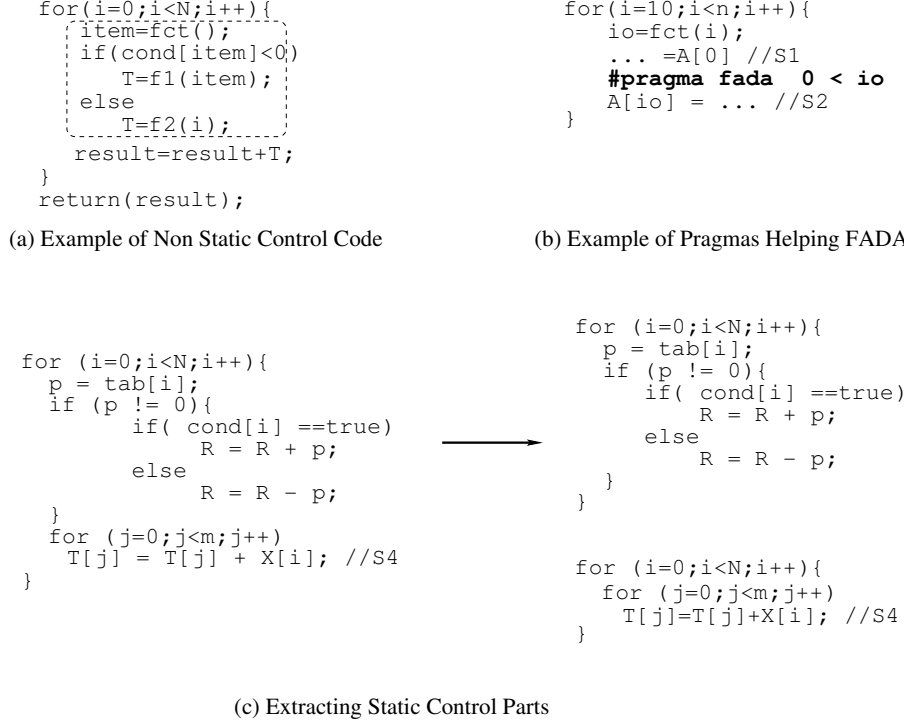 for(i=0;i<N;i++){
item=fct();
if(cond[item]<0)
T=f1(item);
else
T=f2(i);
result=result+T;
}
return(result);
(a) Example of Non Static Control Code
for(i=10;i<n;i++){
io=fct(i);
... =A[0] //S1
#pragma fada 0 < io
A[io] = ... //S2
}
(b) Example of Pragmas Helping FADA
for (i=0;i<N;i++){
p = tab[i];
if (p != 0){
if( cond[i] ==true)
R = R + p;
else
R = R - p;
}
for (j=0;j<m;j++)
T[j] = T[j] + X[i]; //S4
}
for (i=0;i<N;i++){
p = tab[i];
if (p != 0){
if( cond[i] ==true)
R = R + p;
else
R = R - p;
}
}
for (i=0;i<N;i++){
for (j=0;j<m;j++)
T[j]=T[j]+X[i]; //S4
}
(c) Extracting Static Control Parts